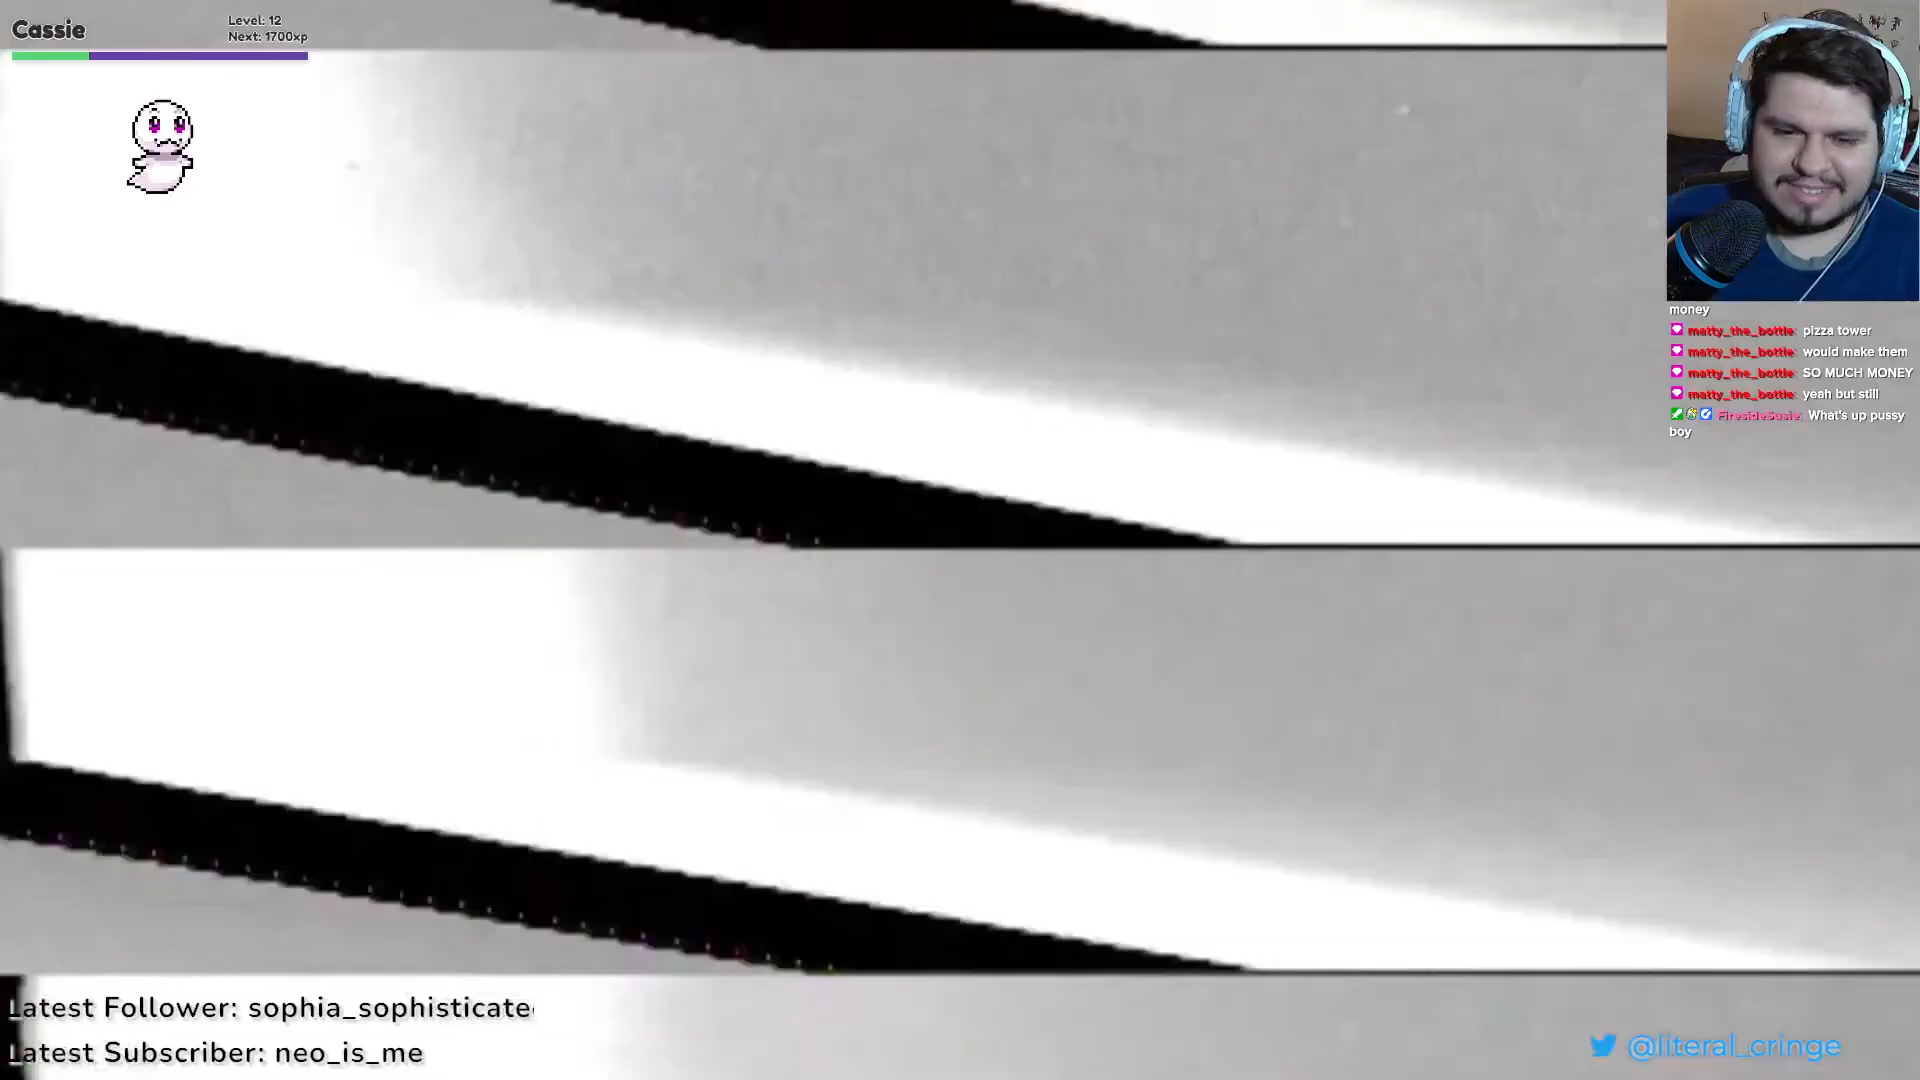 Cassie
Level: 12
Next: 1700xp
money
matty_the_bottle: pizza tower
matty_the_bottle: would make them
matty_the_bottle: SO MUCH MONEY
matty_the_bottle: yeah but still
FiresideSusie: What's up pussy
boy
Latest Follower: sophia_sophisticate
Latest Subscriber: neo_is_me
@literal_cringe